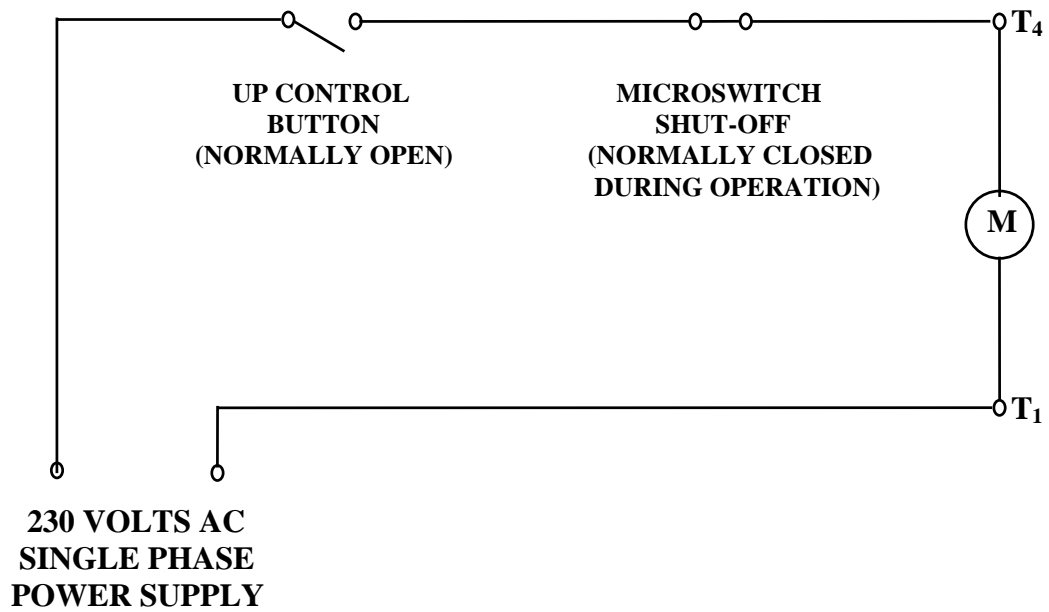 T₄
UP CONTROL
BUTTON
(NORMALLY OPEN)
MICROSWITCH
SHUT-OFF
(NORMALLY CLOSED
DURING OPERATION)
M
T₁
230 VOLTS AC
SINGLE PHASE
POWER SUPPLY